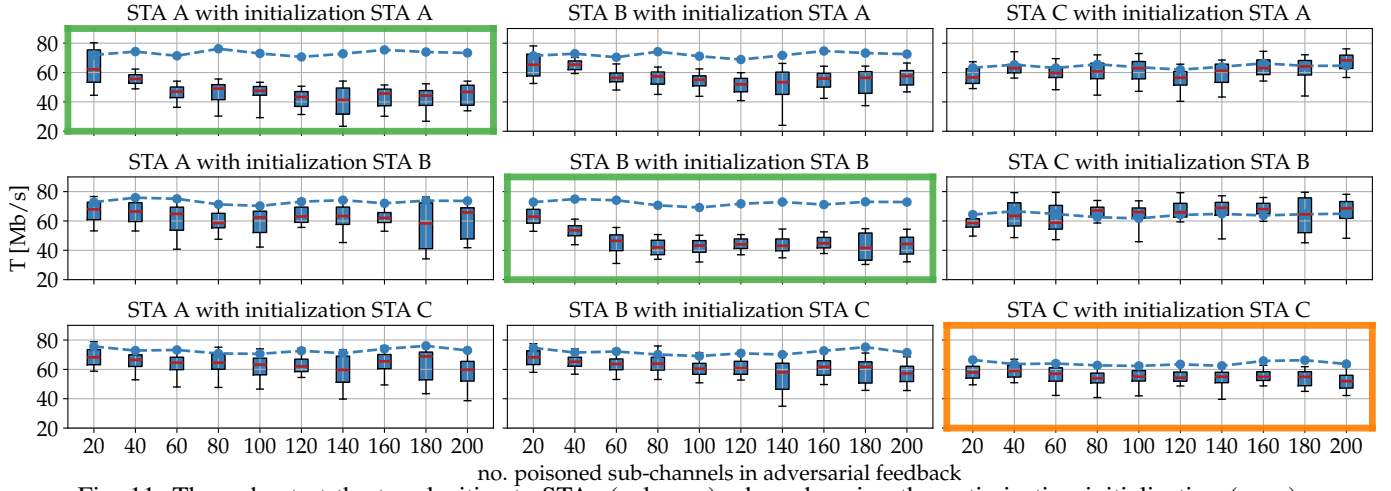 STA A with initialization STA A
STA B with initialization STA A
STA C with initialization STA A
80
60
40
20
STA A with initialization STA B
STA B with initialization STA B
STA C with initialization STA B
T [Mb/s]
80
60
40
20
STA A with initialization STA C
STA B with initialization STA C
STA C with initialization STA C
80
60
40
20
20 40 60 80 100 120 140 160 180 200
20 40 60 80 100 120 140 160 180 200
20 40 60 80 100 120 140 160 180 200
no. poisoned sub-channels in adversarial feedback